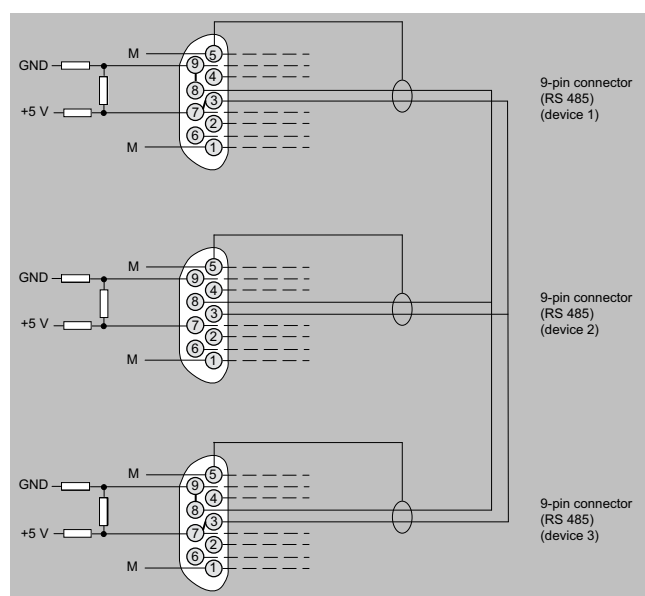 M
5
GND
9
4
8
3
+5 V
7
2
6
M
1
9-pin connector
(RS 485)
(device 1)
M
5
GND
9
4
8
3
+5 V
7
2
6
M
1
9-pin connector
(RS 485)
(device 2)
M
5
GND
9
4
8
3
+5 V
7
2
6
M
1
9-pin connector
(RS 485)
(device 3)